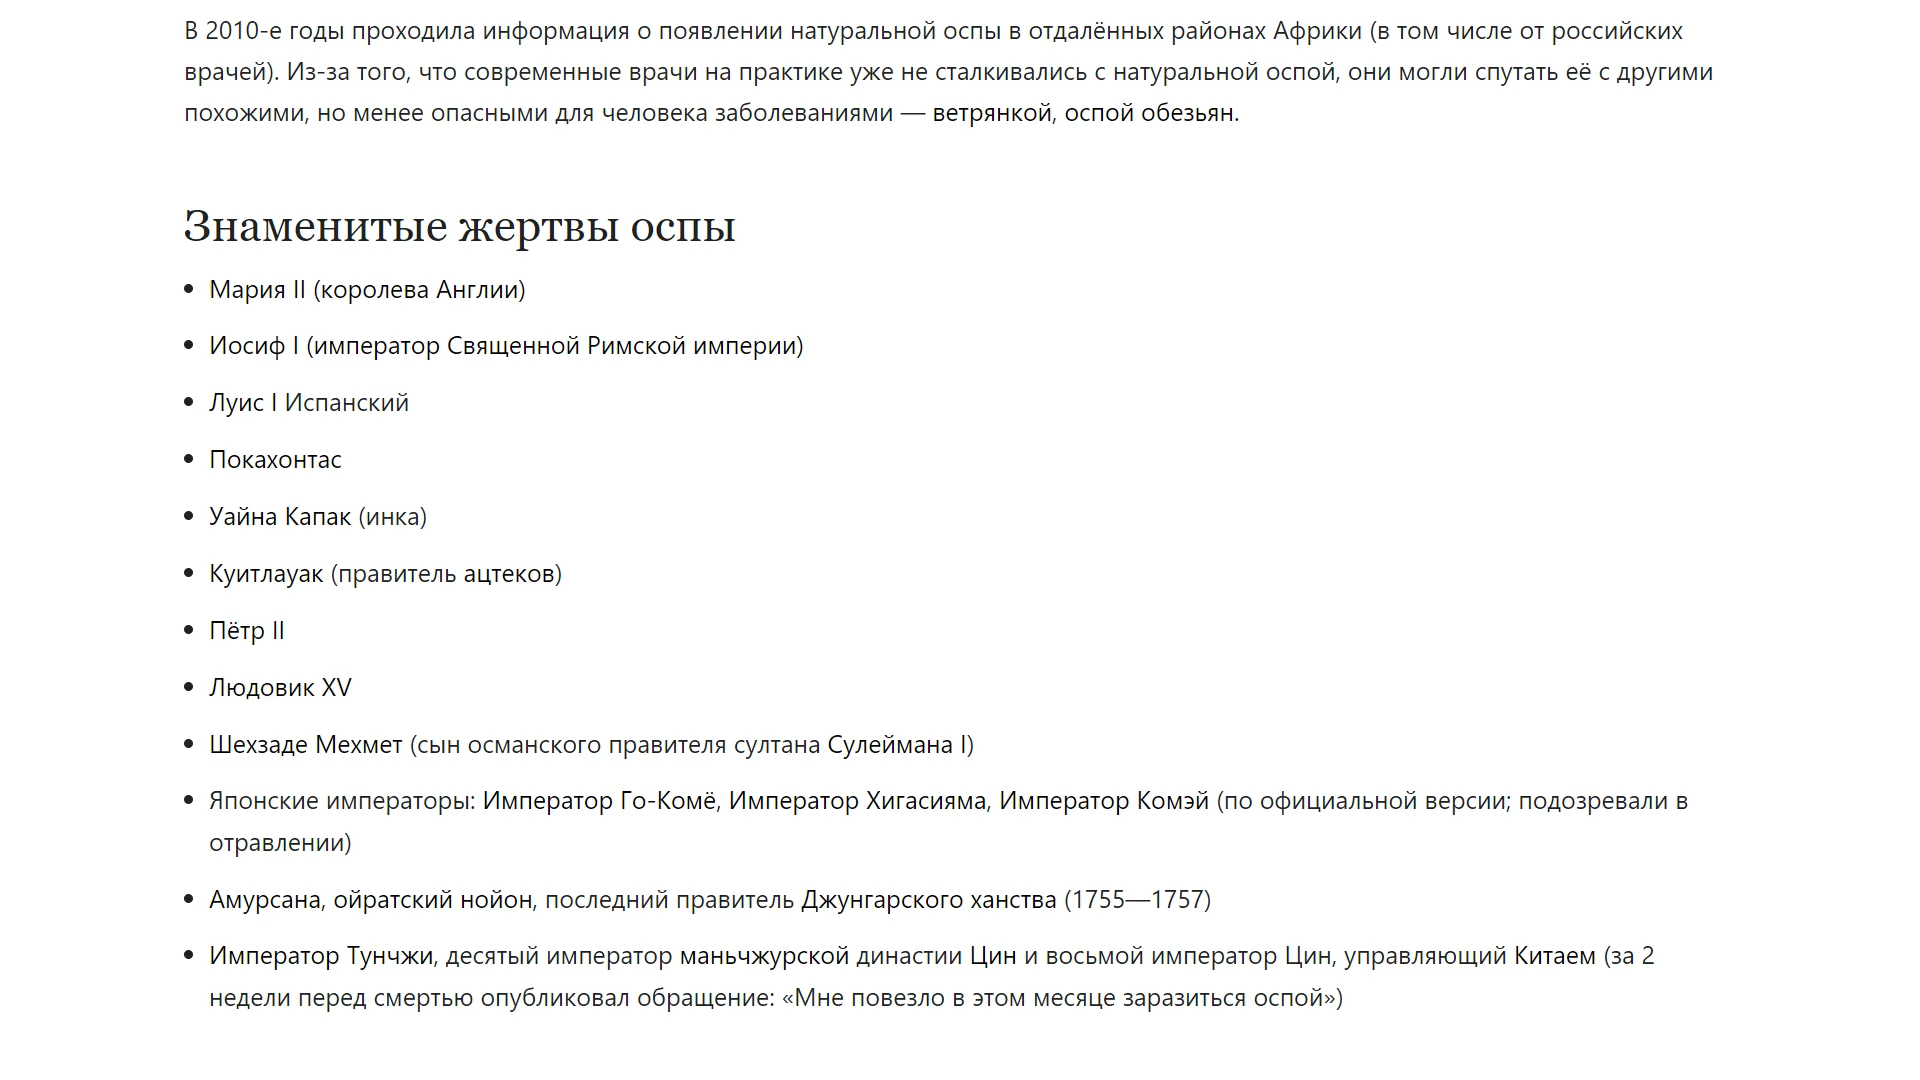 В 2010-е годы проходила информация о появлении натуральной оспы в отдалённых районах Африки (в том числе от российских
врачей). Из-за того, что современные врачи на практике уже не сталкивались с натуральной оспой, они могли спутать её с другими
похожими, но менее опасными для человека заболеваниями — ветрянкой, оспой обезьян.
Знаменитые жертвы оспы
• Мария II (королева Англии)
• Иосиф I (император Священной Римской империи)
• Луис I Испанский
• Покахонтас
• Уайна Капак (инка)
• Куитлауак (правитель ацтеков)
• Пётр II
• Людовик XV
• Шехзаде Мехмет (сын османского правителя султана Сулеймана I)
• Японские императоры: Император Го-Комё, Император Хигасияма, Император Комэй (по официальной версии; подозревали в
отравлении)
• Амурсана, ойратский нойон, последний правитель Джунгарского ханства (1755—1757)
• Император Тунчжи, десятый император маньчжурской династии Цин и восьмой император Цин, управляющий Китаем (за 2
недели перед смертью опубликовал обращение: «Мне повезло в этом месяце заразиться оспой»)